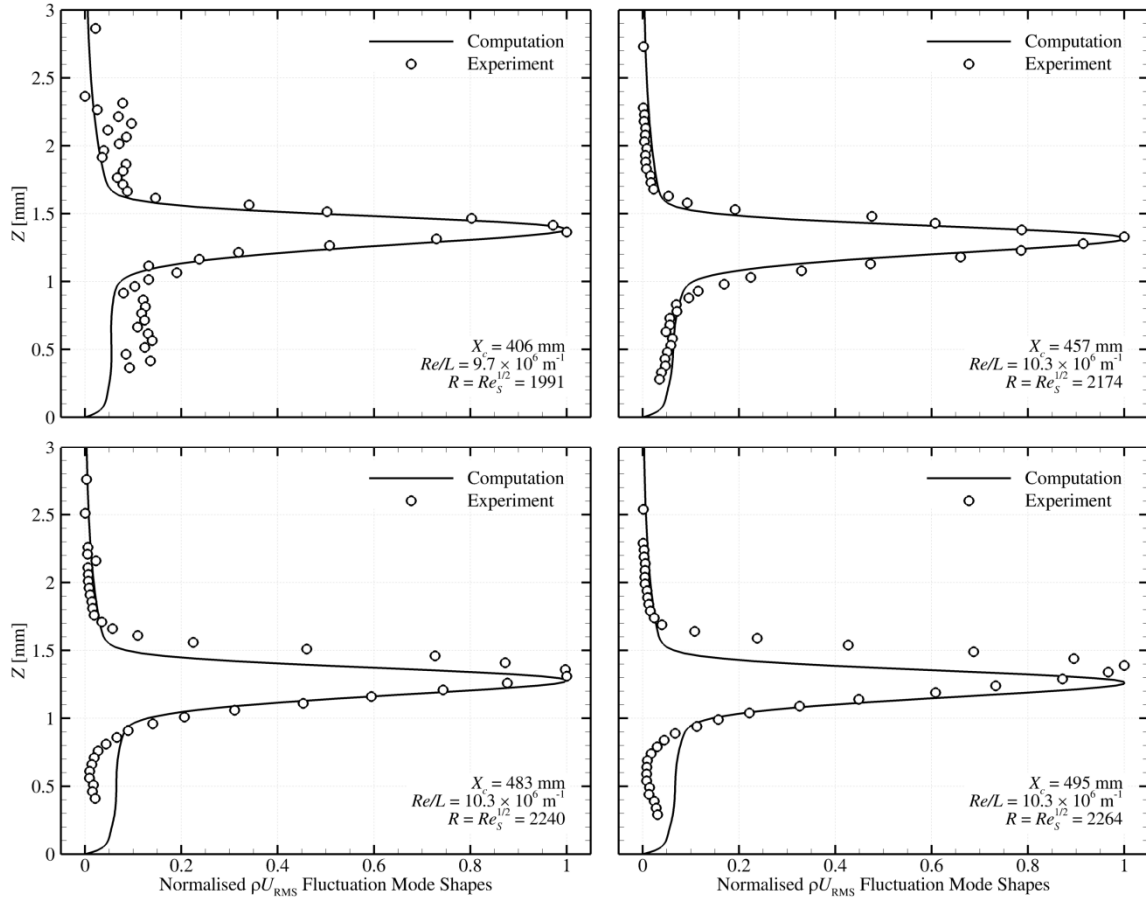 3
2.5
2
1.5
1
0.5
0
Z [mm]
Computation
Experiment
X_c = 406 mm
Re/L = 9.7 × 10^6 m^-1
R = Re_S^1/2 = 1991
Computation
Experiment
X_c = 457 mm
Re/L = 10.3 × 10^6 m^-1
R = Re_S^1/2 = 2174
3
2.5
2
1.5
1
0.5
0
Z [mm]
Computation
Experiment
X_c = 483 mm
Re/L = 10.3 × 10^6 m^-1
R = Re_S^1/2 = 2240
0 0.2 0.4 0.6 0.8 1
Normalised ρU_RMS Fluctuation Mode Shapes
Computation
Experiment
X_c = 495 mm
Re/L = 10.3 × 10^6 m^-1
R = Re_S^1/2 = 2264
0 0.2 0.4 0.6 0.8 1
Normalised ρU_RMS Fluctuation Mode Shapes